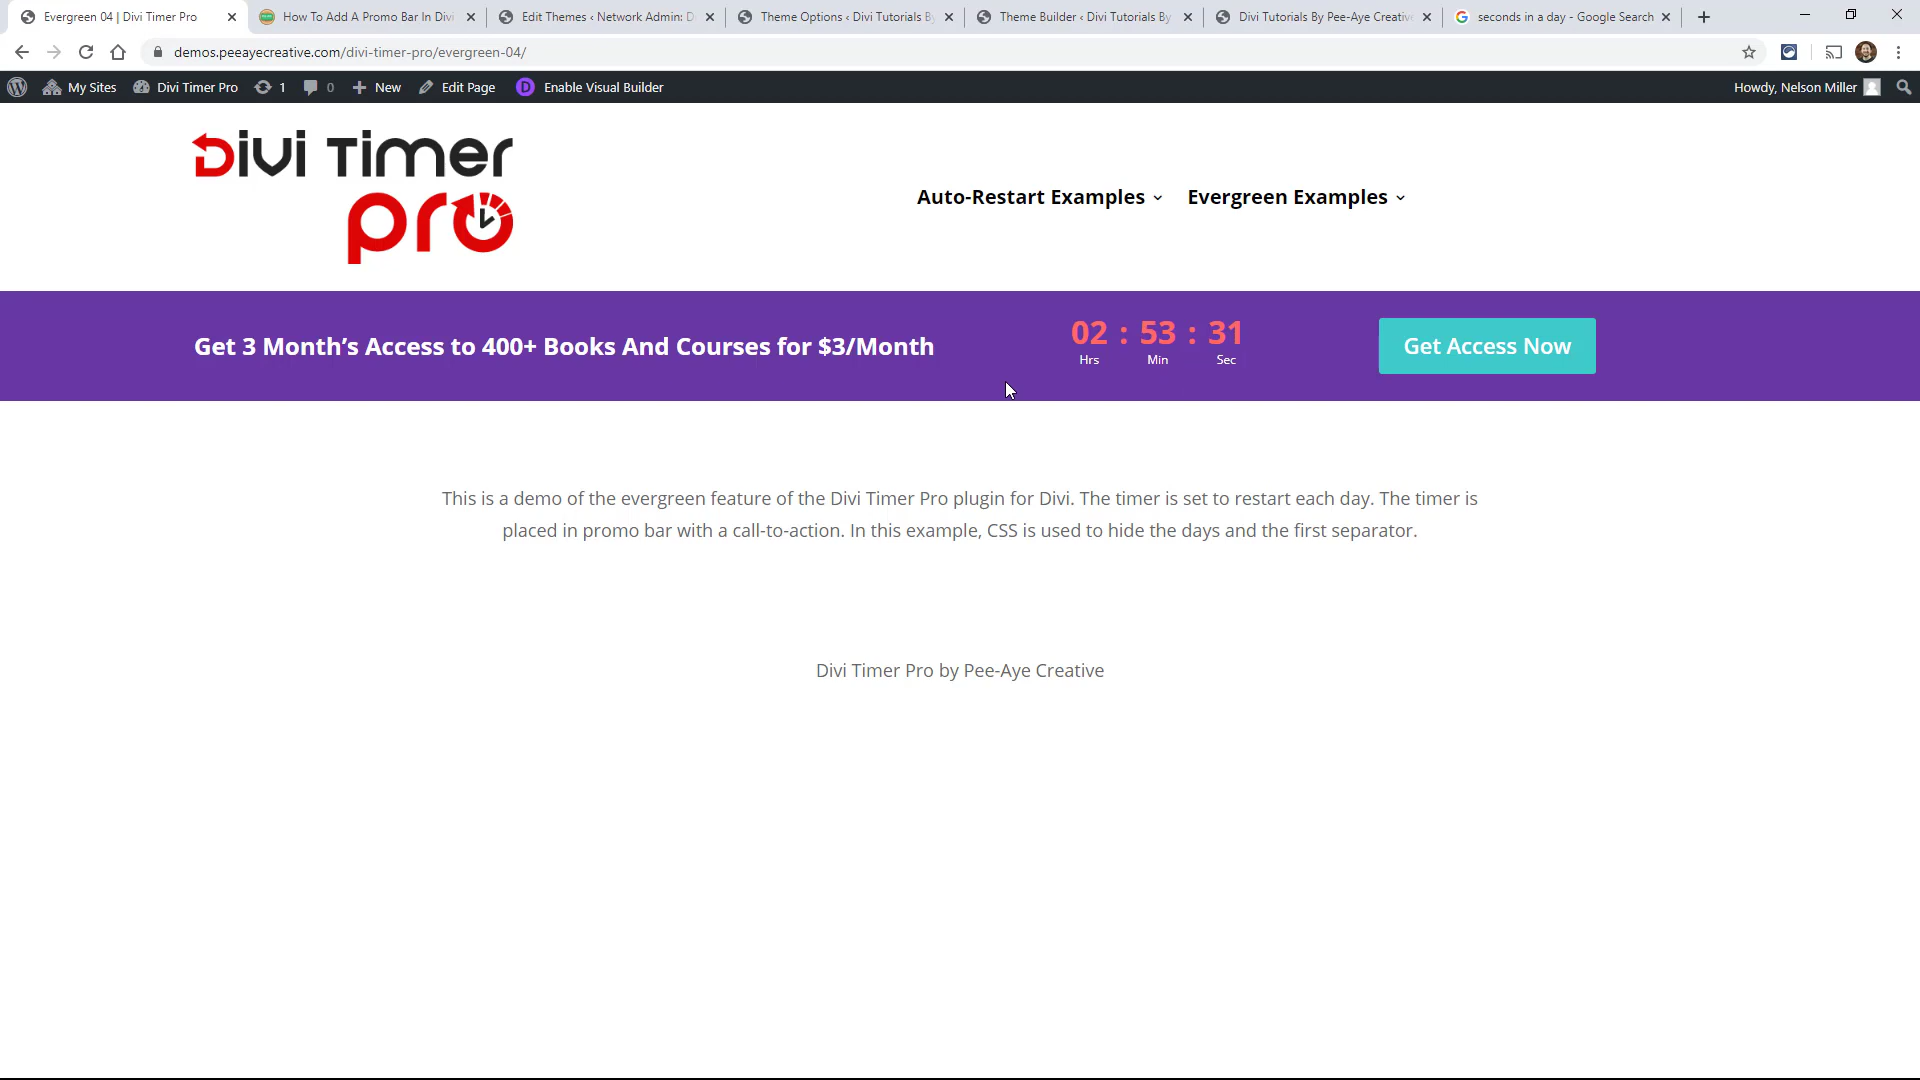 Evergreen 04 | Divi Timer Pro
How To Add A Promo Bar In Divi
Edit Themes ‹ Network Admin: D
Theme Options ‹ Divi Tutorials By
Theme Builder ‹ Divi Tutorials By
Divi Tutorials By Pee-Aye Creative
seconds in a day - Google Search
demos.peeayecreative.com/divi-timer-pro/evergreen-04/
My Sites
Divi Timer Pro
1
0
New
Edit Page
D
Enable Visual Builder
Howdy, Nelson Miller
Divi Timer
pro
Auto-Restart Examples
Evergreen Examples
Get 3 Month’s Access to 400+ Books And Courses for $3/Month
02 : 53 : 31
Hrs Min Sec
Get Access Now
This is a demo of the evergreen feature of the Divi Timer Pro plugin for Divi. The timer is set to restart each day. The timer is
placed in promo bar with a call-to-action. In this example, CSS is used to hide the days and the first separator.
Divi Timer Pro by Pee-Aye Creative